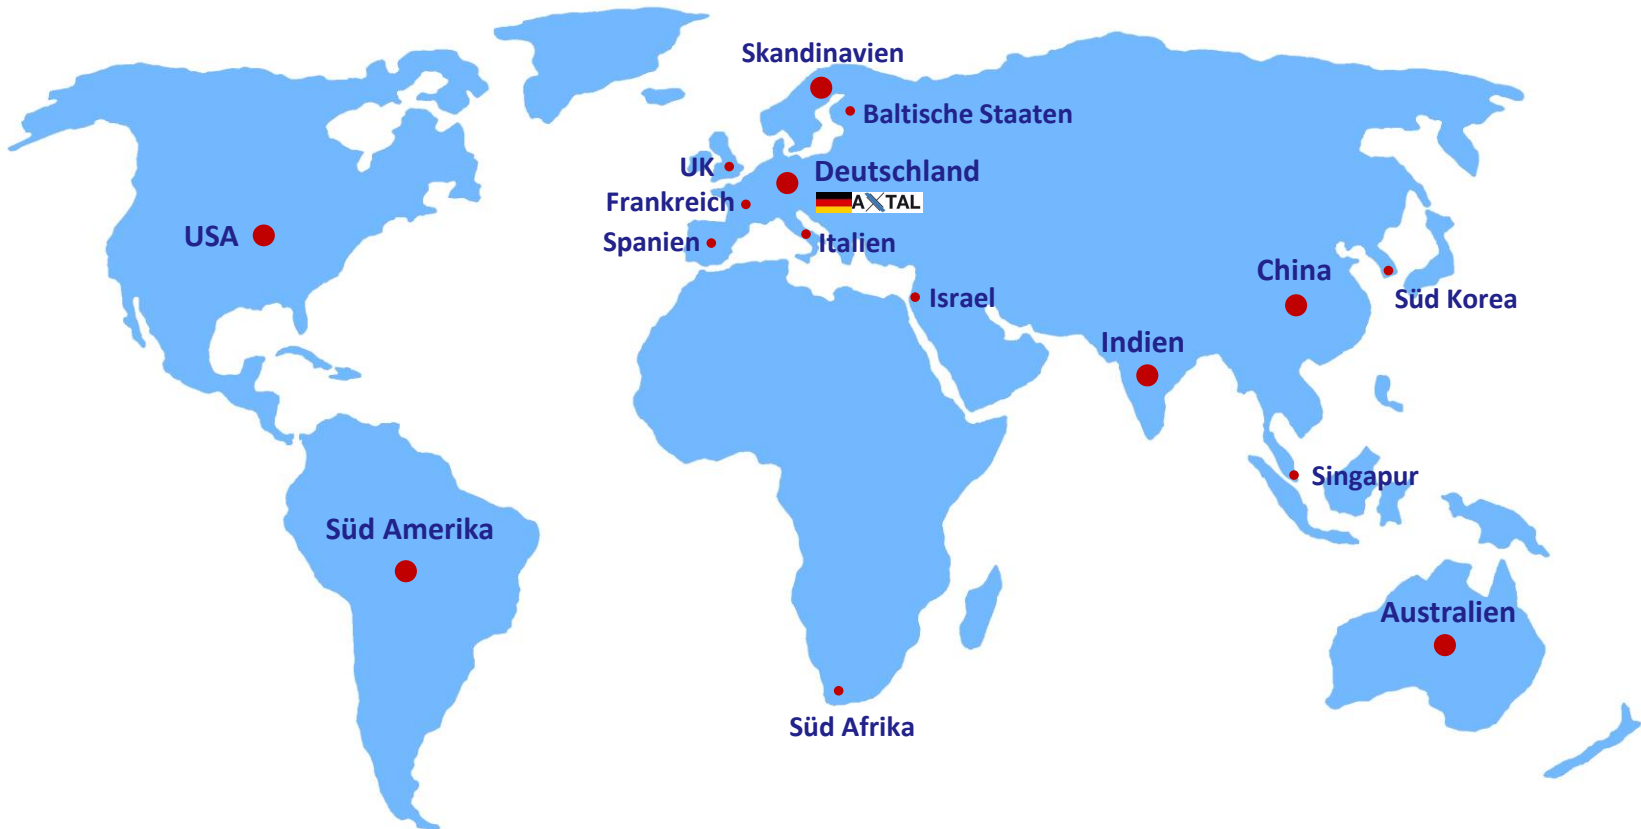 Skandinavien
Baltische Staaten
UK
Deutschland
AXTAL
Frankreich
USA
Spanien
Italien
China
Israel
Süd Korea
Indien
Singapur
Süd Amerika
Australien
Süd Afrika